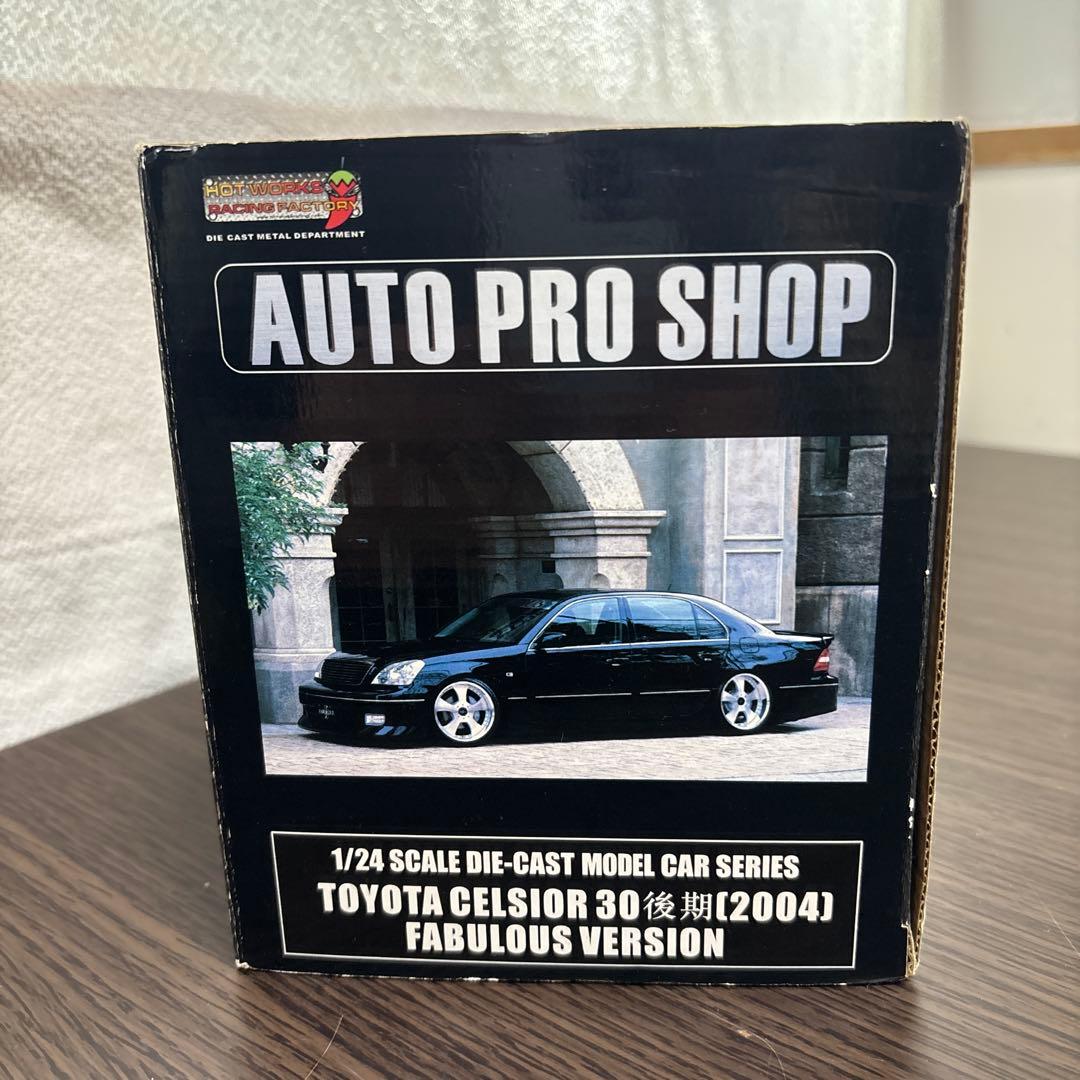 HOT WORKS
RACING FACTORY
DIE CAST METAL DEPARTMENT
AUTO PRO SHOP
1/24 SCALE DIE-CAST MODEL CAR SERIES
TOYOTA CELSIOR 30後期(2004)
FABULOUS VERSION